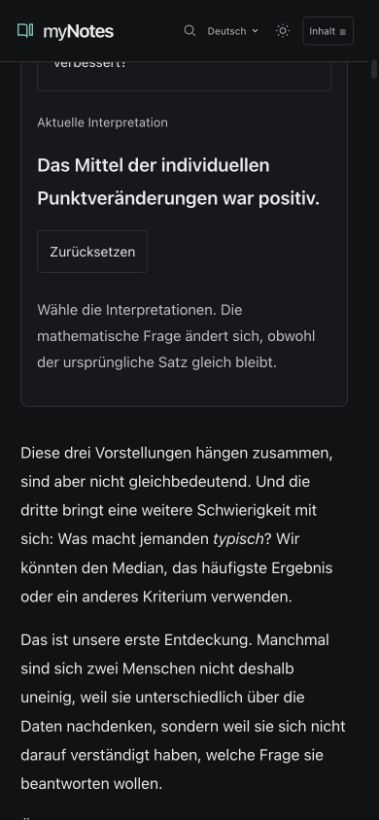 myNotes
Deutsch
Inhalt
verbessert?
Aktuelle Interpretation
Das Mittel der individuellen
Punktveränderungen war positiv.
Zurücksetzen
Wähle die Interpretationen. Die
mathematische Frage ändert sich, obwohl
der ursprüngliche Satz gleich bleibt.
Diese drei Vorstellungen hängen zusammen,
sind aber nicht gleichbedeutend. Und die
dritte bringt eine weitere Schwierigkeit mit
sich: Was macht jemanden typisch? Wir
könnten den Median, das häufigste Ergebnis
oder ein anderes Kriterium verwenden.
Das ist unsere erste Entdeckung. Manchmal
sind sich zwei Menschen nicht deshalb
uneinig, weil sie unterschiedlich über die
Daten nachdenken, sondern weil sie sich nicht
darauf verständigt haben, welche Frage sie
beantworten wollen.